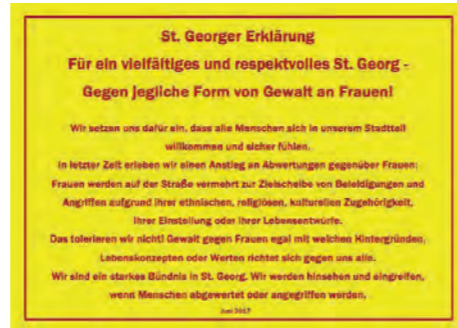 St. Georger Erklärung
Für ein vielfältiges und respektvolles St. Georg -
Gegen jegliche Form von Gewalt an Frauen!
Wir setzen uns dafür ein, dass alle Menschen sich in unserem Stadtteil
willkommen und sicher fühlen.
In letzter Zeit erleben wir einen Anstieg an Abwertungen gegenüber Frauen:
Frauen werden auf der Straße vermehrt zur Zielscheibe von Beleidigungen und
Angriffen aufgrund ihrer ethnischen, religiösen, kulturellen Zugehörigkeit,
ihrer Einstellung oder ihrer Lebensentwürfe.
Das tolerieren wir nicht! Gewalt gegen Frauen egal mit welchen Hintergründen,
Lebenskonzepten oder Werten richtet sich gegen uns alle.
Wir sind ein starkes Bündnis in St. Georg. Wir werden hinsehen und eingreifen,
wenn Menschen abgewertet oder angegriffen werden.
Juni 2017